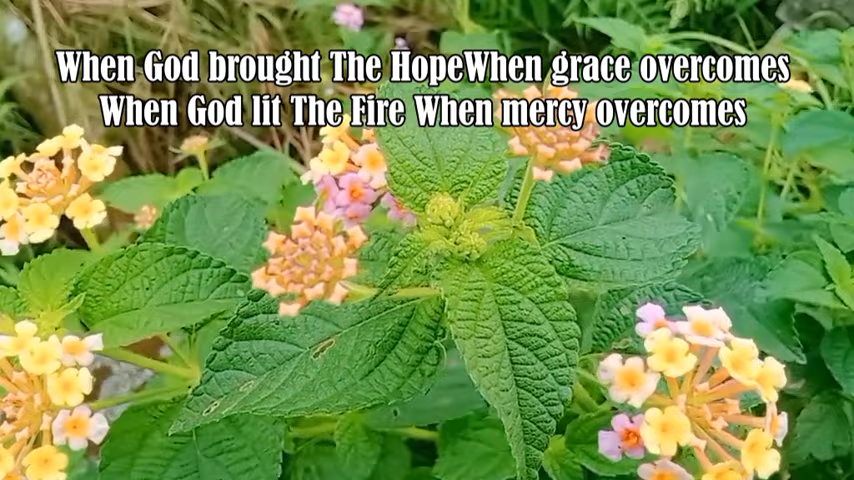 When God brought The HopeWhen grace overcomes
When God lit The Fire When mercy overcomes